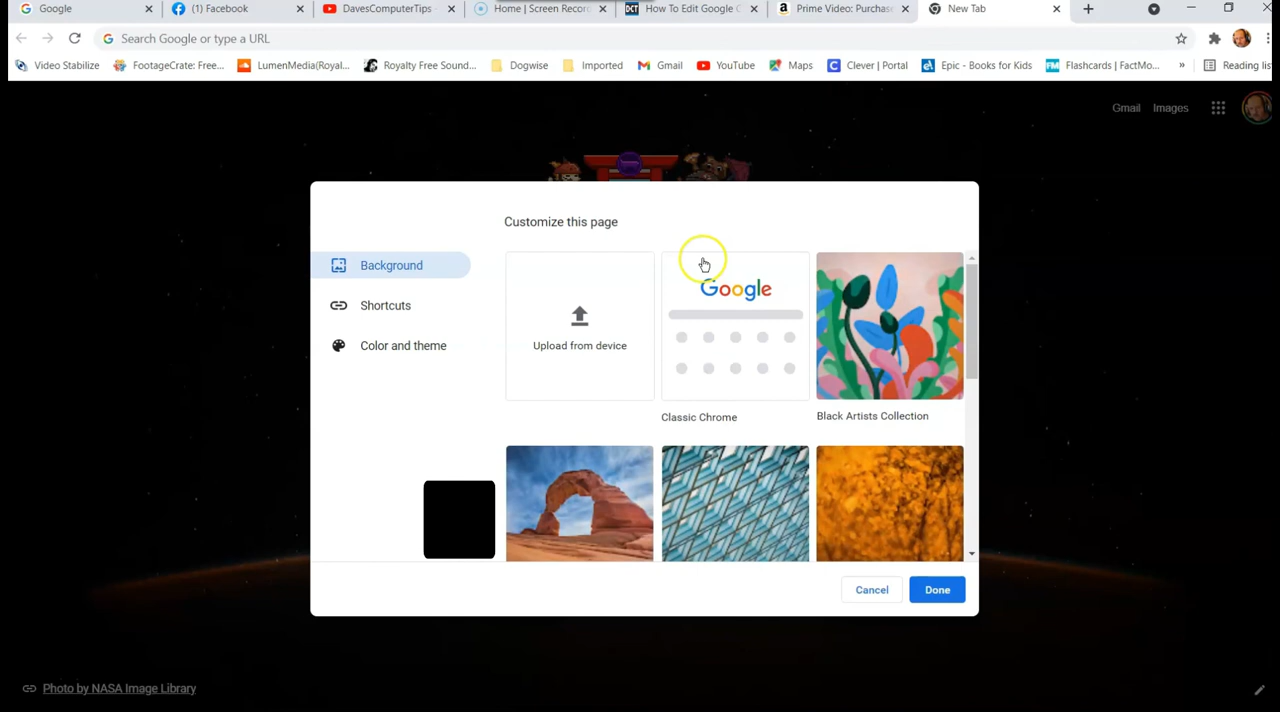 Google
(1) Facebook
DavesComputerTips -
Home | Screen Record
How To Edit Google C
Prime Video: Purchase
New Tab
Search Google or type a URL
Video Stabilize
FootageCrate: Free...
LumenMedia(Royal...
Royalty Free Sound...
Dogwise
Imported
Gmail
YouTube
Maps
Clever | Portal
Epic - Books for Kids
Flashcards | FactMo...
»
Reading list
Gmail
Images
Customize this page
Background
Shortcuts
Color and theme
Upload from device
Google
Classic Chrome
Black Artists Collection
Cancel
Done
Photo by NASA Image Library